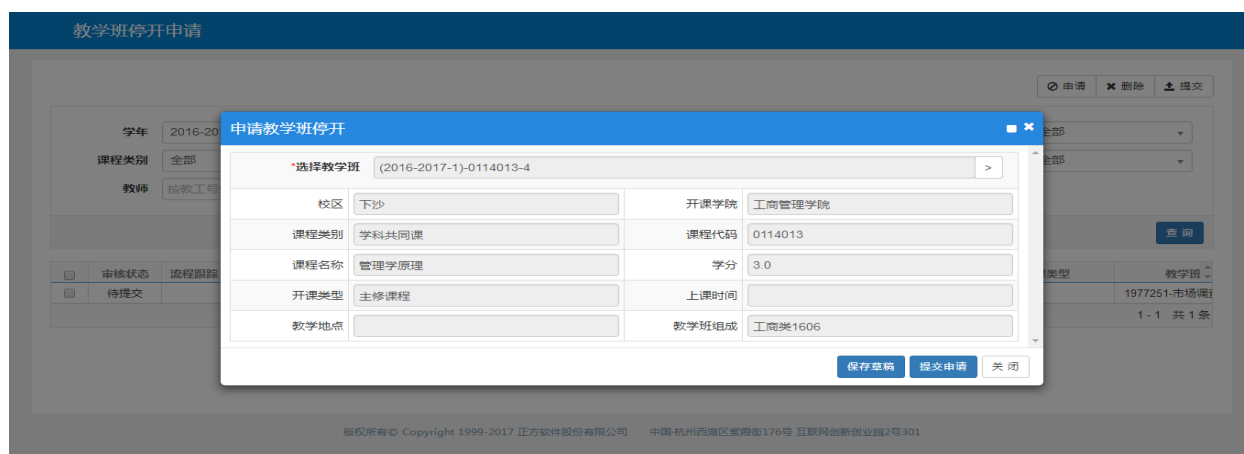 教学班停开申请
申请 删除 提交
学年 2016-20 全部
申请教学班停开
课程类别 全部 全部
*选择教学班 (2016-2017-1)-0114013-4 >
教师 按教工号
校区 下沙 开课学院 工商管理学院
课程类别 学科共同课 课程代码 0114013
查 询
课程名称 管理学原理 学分 3.0
审核状态 流程跟踪 类型 教学班
开课类型 主修课程 上课时间
待提交 1977251-市场调
教学地点 教学班组成 工商类1606
1 - 1 共 1 条
保存草稿 提交申请 关 闭
版权所有© Copyright 1999-2017 正方软件股份有限公司 中国·杭州西湖区紫霞街176号 互联网创新创业园2号301